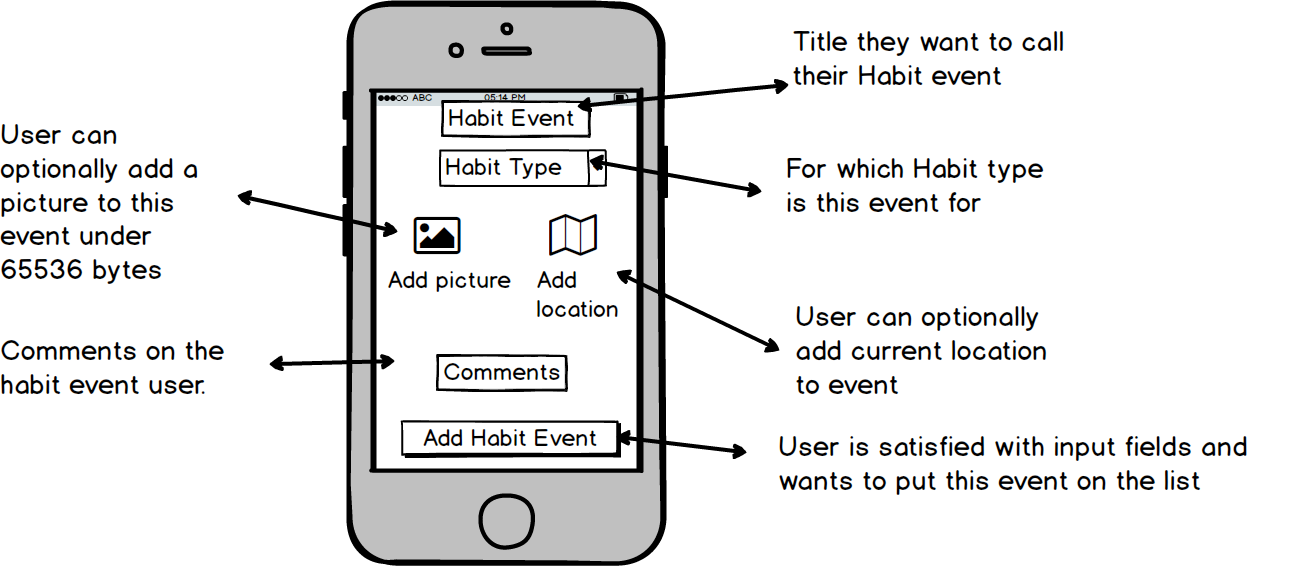 Title they want to call
their Habit event
ABC 05:14 PM
Habit Event
User can
optionally add a
picture to this
event under
65536 bytes
Habit Type
For which Habit type
is this event for
Add picture
Add
location
User can optionally
add current location
to event
Comments on the
habit event user.
Comments
Add Habit Event
User is satisfied with input fields and
wants to put this event on the list